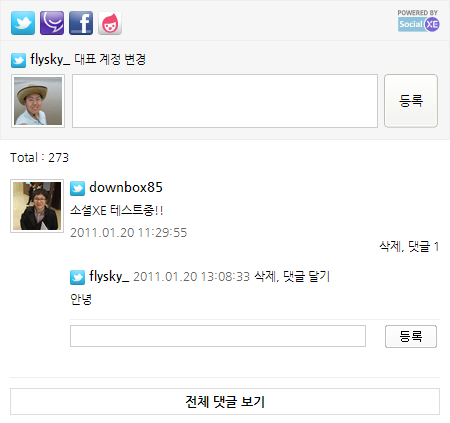 POWERED BY
Social XE
flysky_ 대표 계정 변경
등록
Total : 273
downbox85
소셜XE 테스트중!!
2011.01.20 11:29:55
삭제, 댓글 1
flysky_ 2011.01.20 13:08:33 삭제, 댓글 달기
안녕
등록
전체 댓글 보기